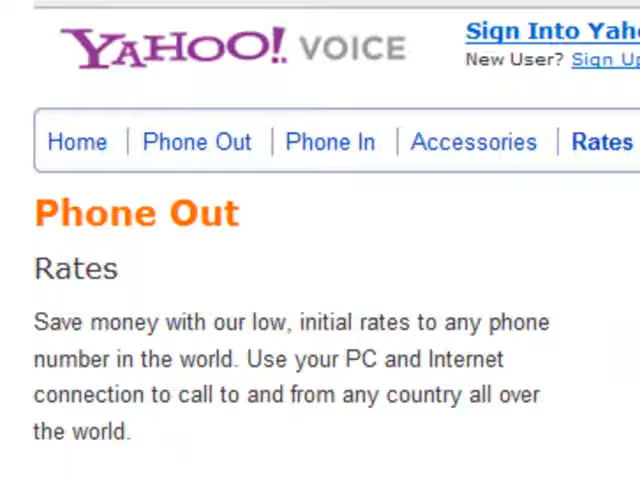 YAHOO! VOICE
Sign Into Yaho
New User? Sign Up
Home | Phone Out | Phone In | Accessories | Rates
Phone Out
Rates
Save money with our low, initial rates to any phone
number in the world. Use your PC and Internet
connection to call to and from any country all over
the world.